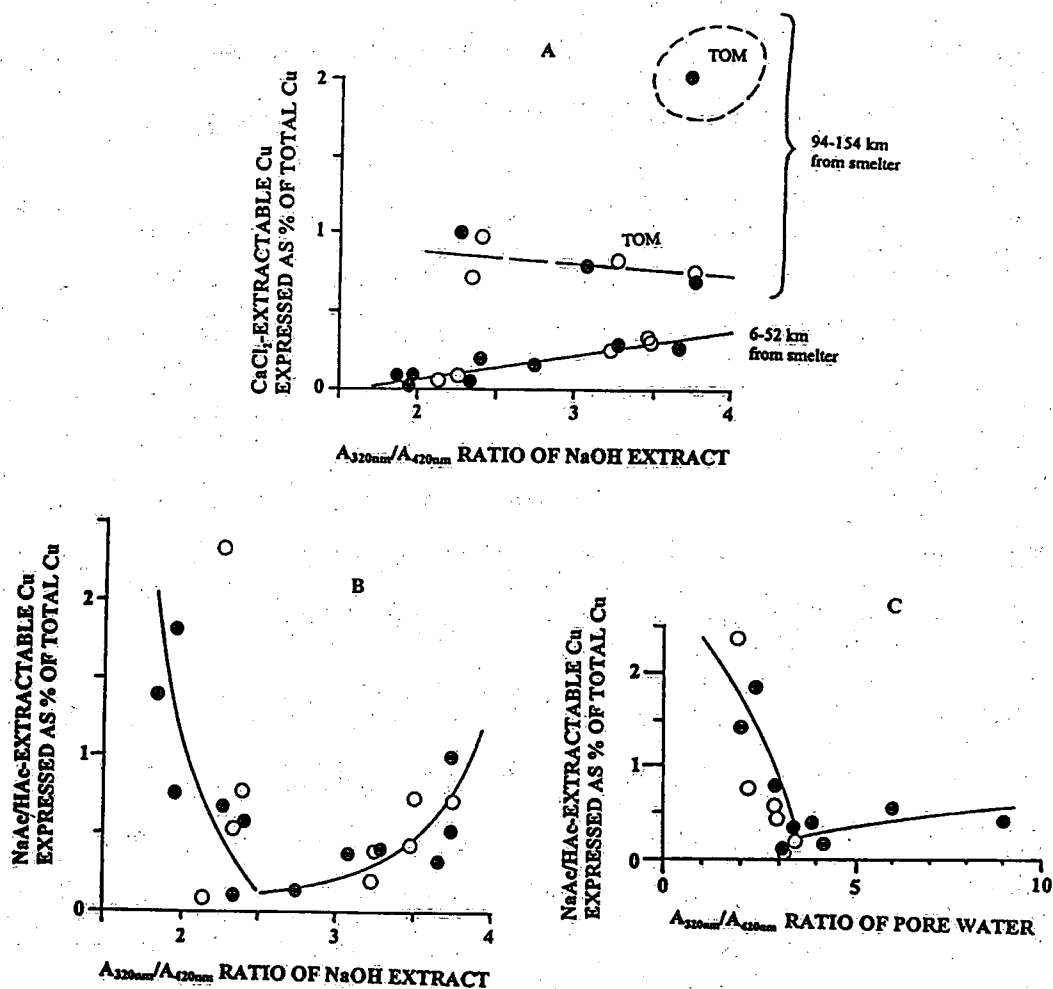 A
TOM
2
1
0
CaCl₂-EXTRACTABLE Cu
EXPRESSED AS % OF TOTAL Cu
TOM
94-154 km
from smelter
6-52 km
from smelter
2
3
4
A₃₂₀ₙₘ/A₄₂₀ₙₘ RATIO OF NaOH EXTRACT
B
2
1
0
NaAc/HAc-EXTRACTABLE Cu
EXPRESSED AS % OF TOTAL Cu
2
3
4
A₃₂₀ₙₘ/A₄₂₀ₙₘ RATIO OF NaOH EXTRACT
C
2
1
0
NaAc/HAc-EXTRACTABLE Cu
EXPRESSED AS % OF TOTAL Cu
0
5
10
A₃₂₀ₙₘ/A₄₂₀ₙₘ RATIO OF PORE WATER